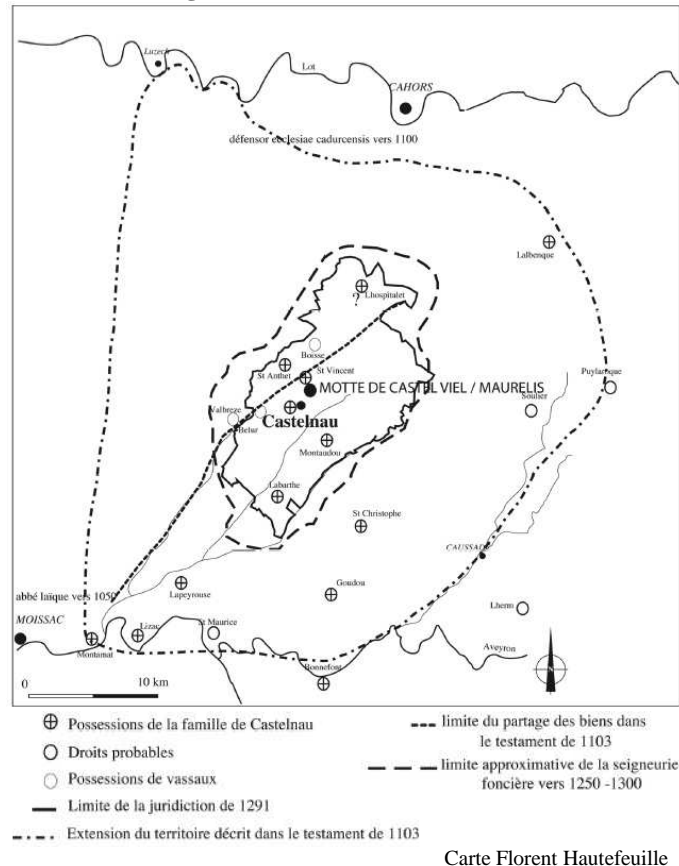 Luzech
Lot
CAHORS
défensor ecclesiae cadurcensis vers 1100
Lalbenque
?
Lhospitalet
Boisse
St Anthet
St Vincent
Puylaroque
MOTTE DE CASTEL VIEL / MAURELIS
Soulier
Valbreze
Castelnau
Belur
Montaudou
Labarthe
St Christophe
CAUSSADE
abbé laïque vers 1050
Lapeyrouse
Goudou
Lherm
MOISSAC
Lizac
St Maurice
Montamat
Aveyron
Bonnefont
0 10 km
Possessions de la famille de Castelnau
Droits probables
Possessions de vassaux
Limite de la juridiction de 1291
Extension du territoire décrit dans le testament de 1103
limite du partage des biens dans
le testament de 1103
limite approximative de la seigneurie
foncière vers 1250 -1300
Carte Florent Hautefeuille